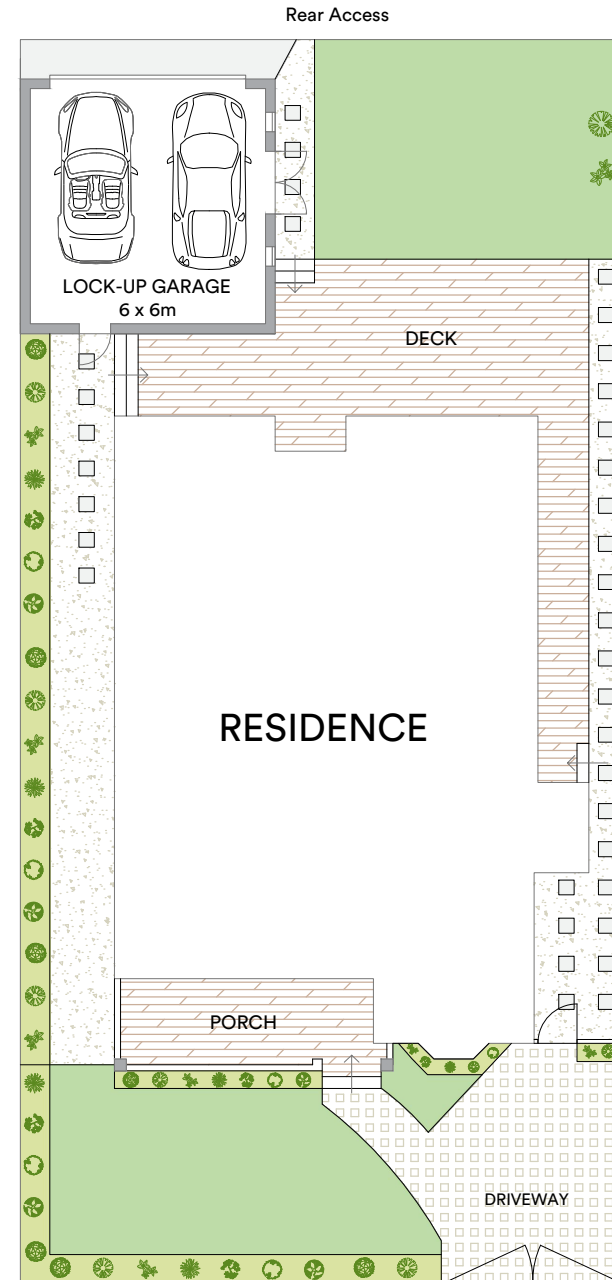 Rear Access
LOCK-UP GARAGE
6 x 6m
DECK
RESIDENCE
PORCH
DRIVEWAY